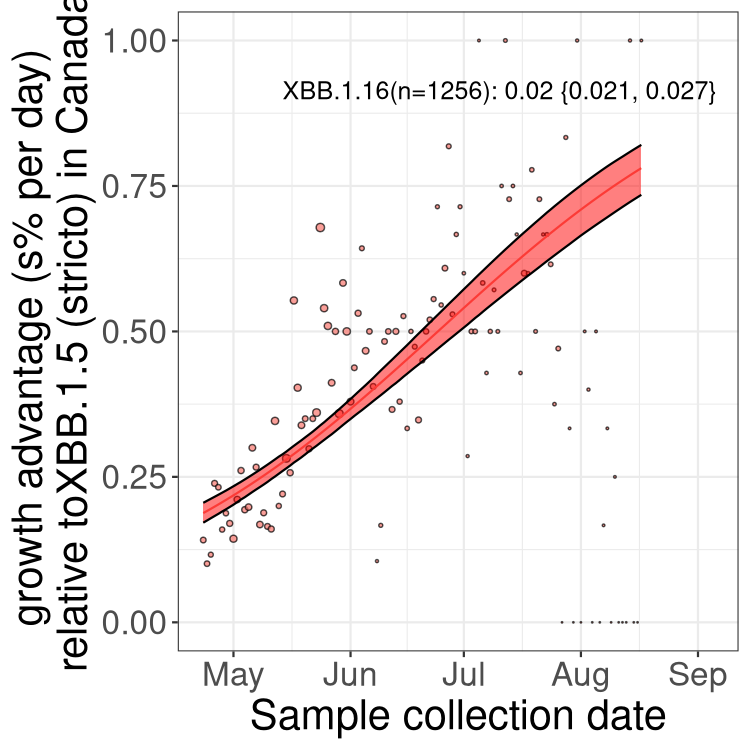 growth advantage (s% per day)
relative toXBB.1.5 (stricto) in Canada
1.00
0.75
0.50
0.25
0.00
XBB.1.16(n=1256): 0.02 {0.021, 0.027}
May Jun Jul Aug Sep
Sample collection date